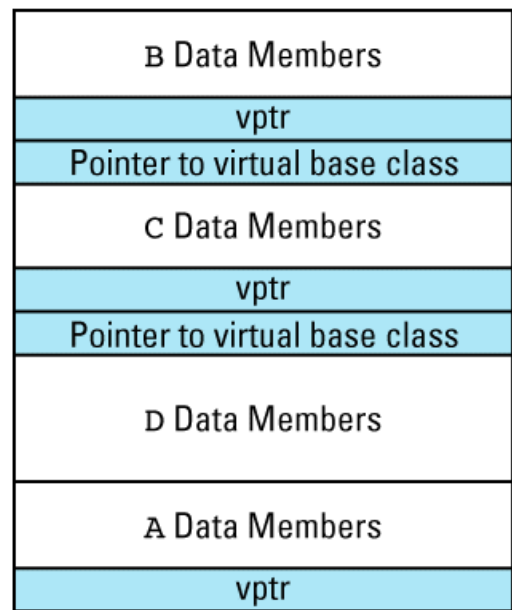 B Data Members
vptr
Pointer to virtual base class
C Data Members
vptr
Pointer to virtual base class
D Data Members
A Data Members
vptr